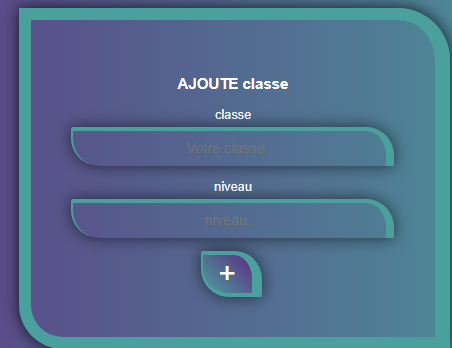 AJOUTE classe
classe
Votre classe..
niveau
niveau..
+